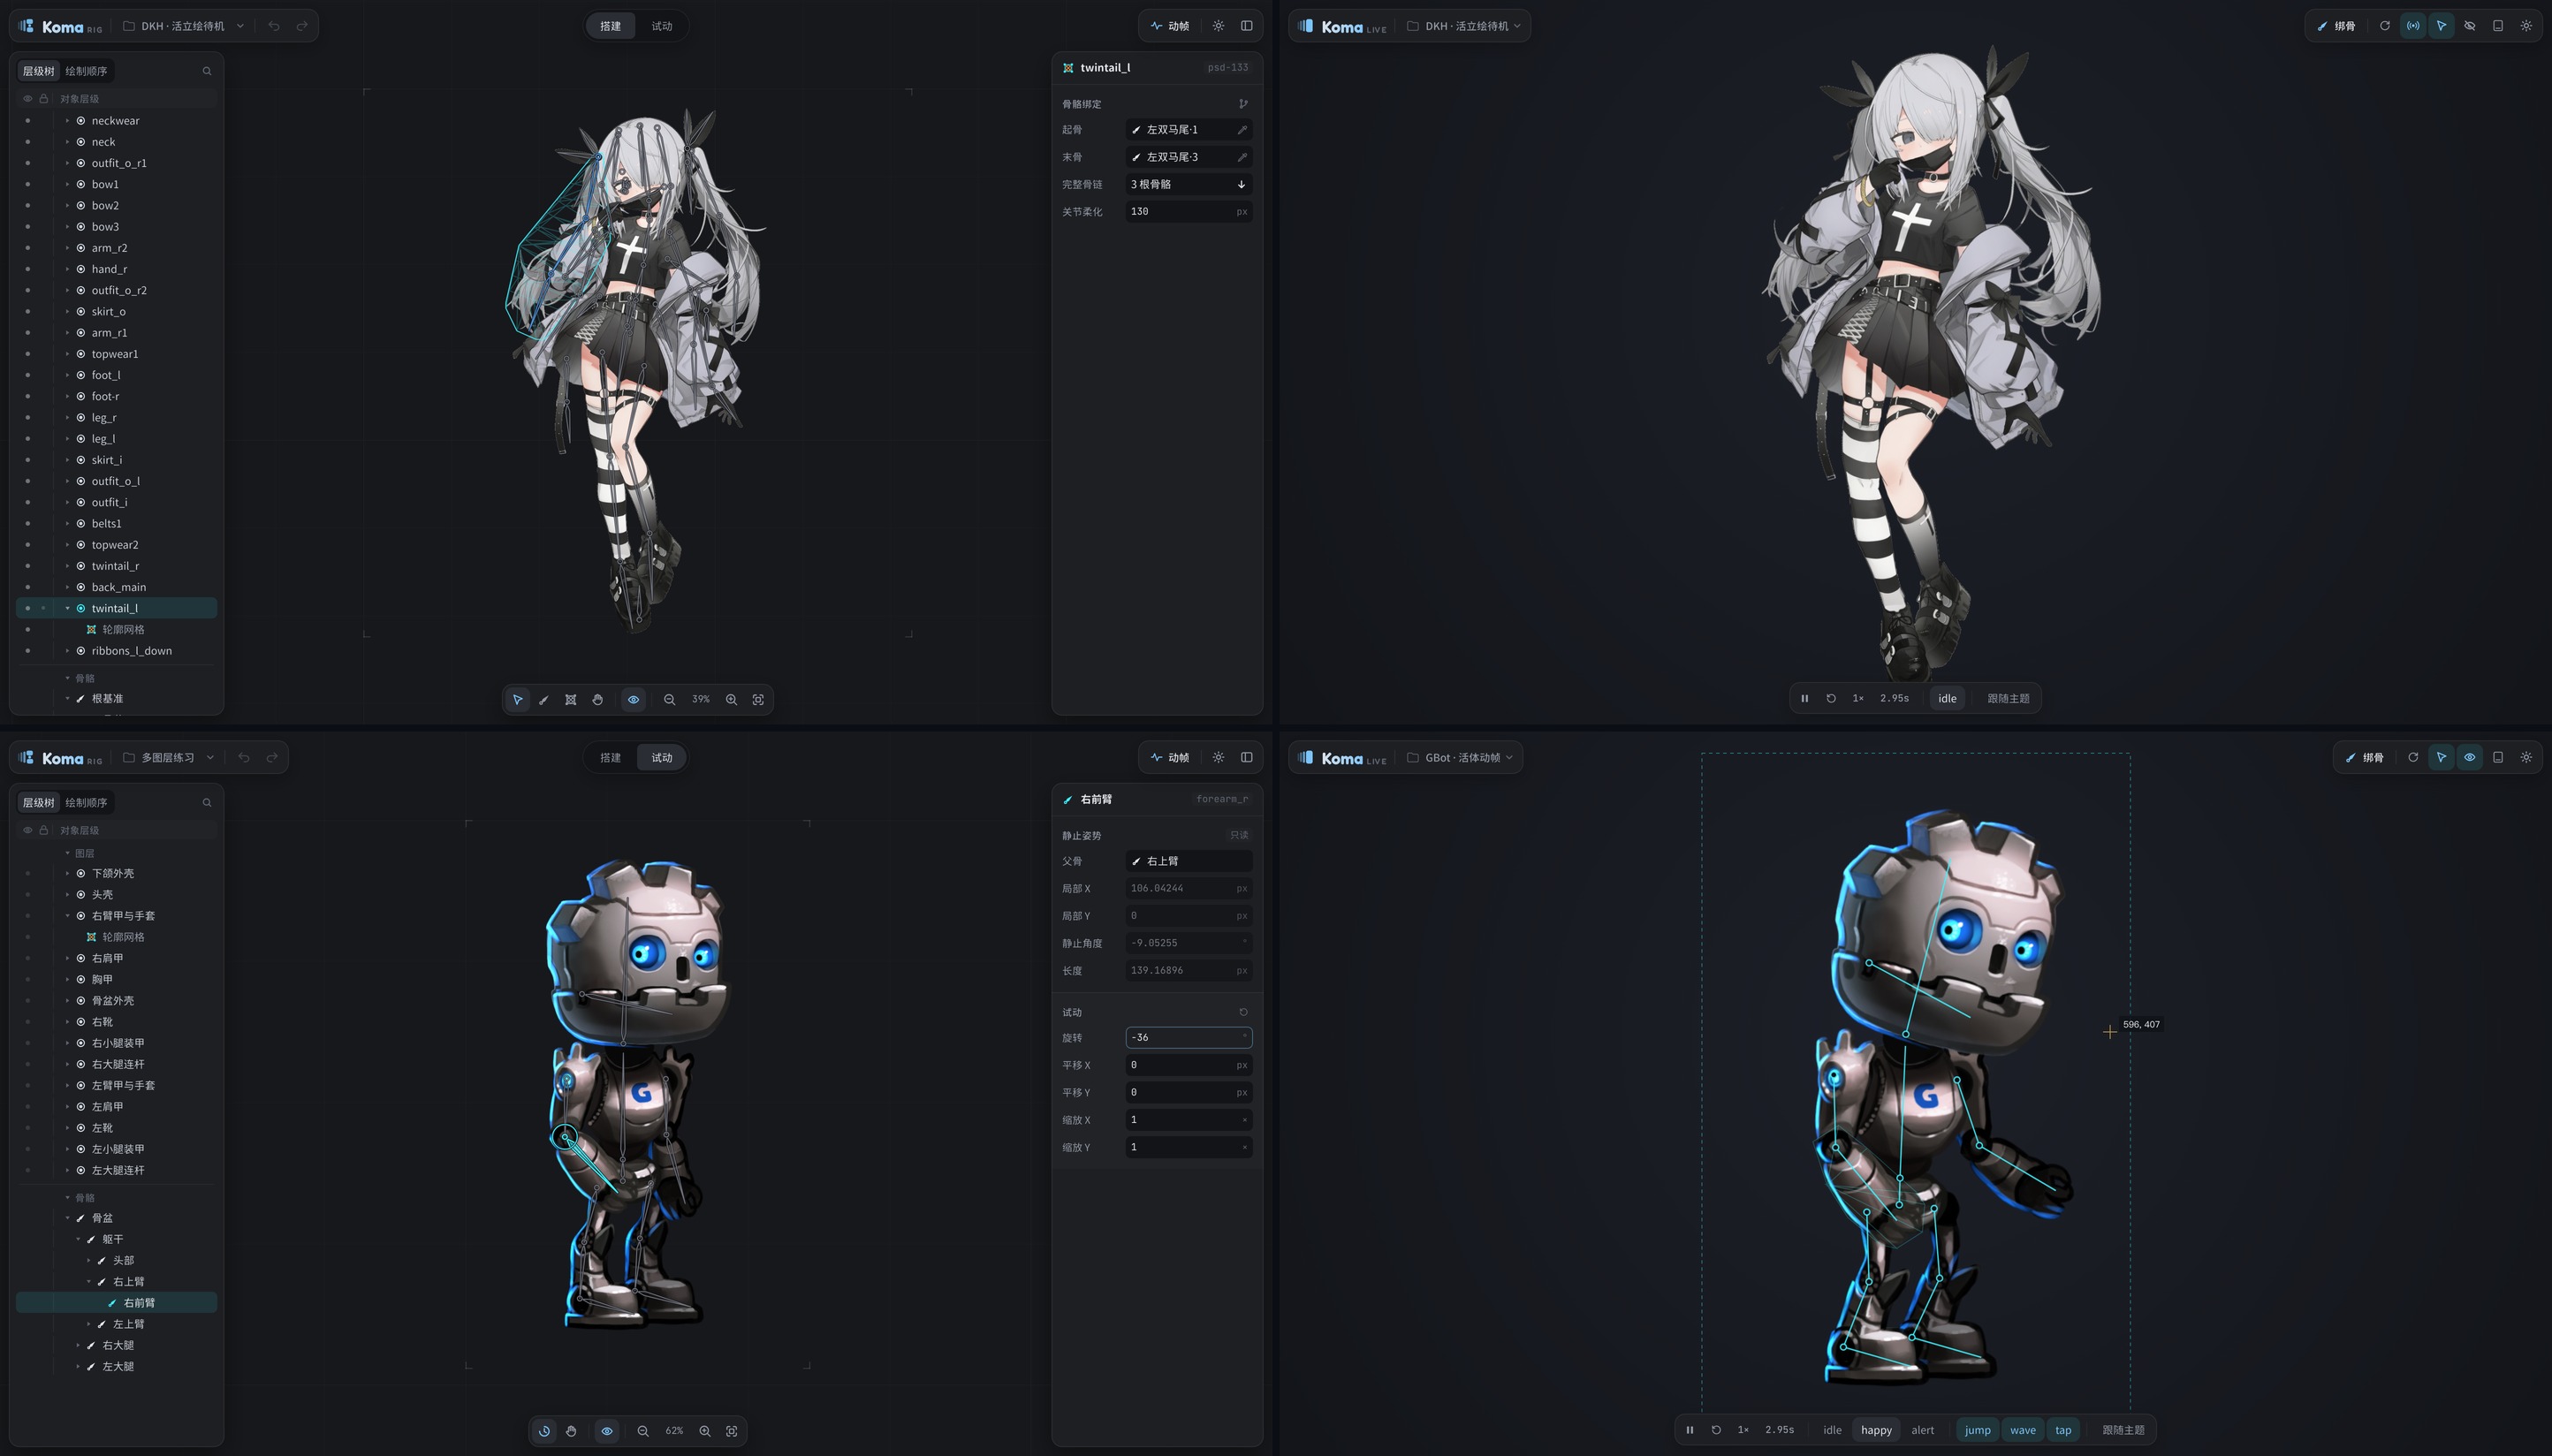 Koma RIG
DKH · 活立绘待机
搭建
试动
动帧
层级树
绘制顺序
对象层级
neckwear
neck
outfit_o_r1
bow1
bow2
bow3
arm_r2
hand_r
outfit_o_r2
skirt_o
arm_r1
topwear1
foot_l
foot-r
leg_r
leg_l
skirt_i
outfit_o_l
outfit_i
belts1
topwear2
twintail_r
back_main
twintail_l
轮廓网格
ribbons_l_down
骨骼
根基准
39%
twintail_l
psd-133
骨骼绑定
起骨
左双马尾·1
末骨
左双马尾·3
完整骨链
3 根骨骼
关节柔化
130
px
Koma LIVE
DKH · 活立绘待机
绑骨
1×
2.95s
idle
跟随主题
Koma RIG
多图层练习
搭建
试动
动帧
层级树
绘制顺序
对象层级
图层
下颌外壳
头壳
右臂甲与手套
轮廓网格
右肩甲
胸甲
骨盆外壳
右靴
右小腿装甲
右大腿连杆
左臂甲与手套
左肩甲
左靴
左小腿装甲
左大腿连杆
骨骼
骨盆
躯干
头部
右上臂
右前臂
左上臂
右大腿
左大腿
G
62%
右前臂
forearm_r
静止姿势
只读
父骨
右上臂
局部 X
106.04244
px
局部 Y
0
px
静止角度
-9.05255
°
长度
139.16896
px
试动
旋转
-36
°
平移 X
0
px
平移 Y
0
px
缩放 X
1
×
缩放 Y
1
×
Koma LIVE
GBot · 活体动帧
绑骨
596, 407
G
1×
2.95s
idle
happy
alert
jump
wave
tap
跟随主题